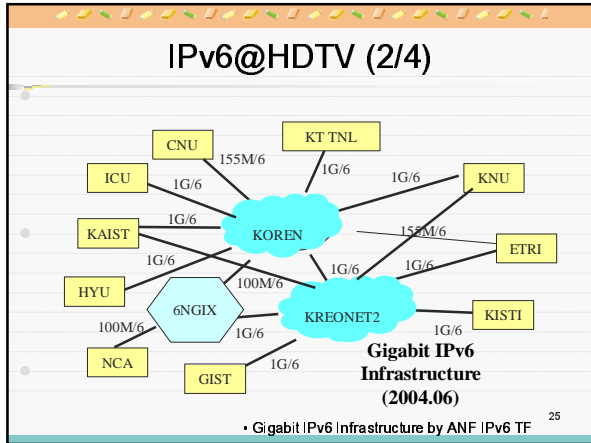 IPv6@HDTV (2/4)
CNU
KT TNL
155M/6
1G/6
ICU
1G/6
1G/6
KNU
KAIST
1G/6
KOREN
155M/6
ETRI
1G/6
1G/6
1G/6
HYU
6NGIX
100M/6
KREONET2
KISTI
100M/6
1G/6
1G/6
NCA
GIST
1G/6
Gigabit IPv6
Infrastructure
(2004.06)
25
• Gigabit IPv6 Infrastructure by ANF IPv6 TF